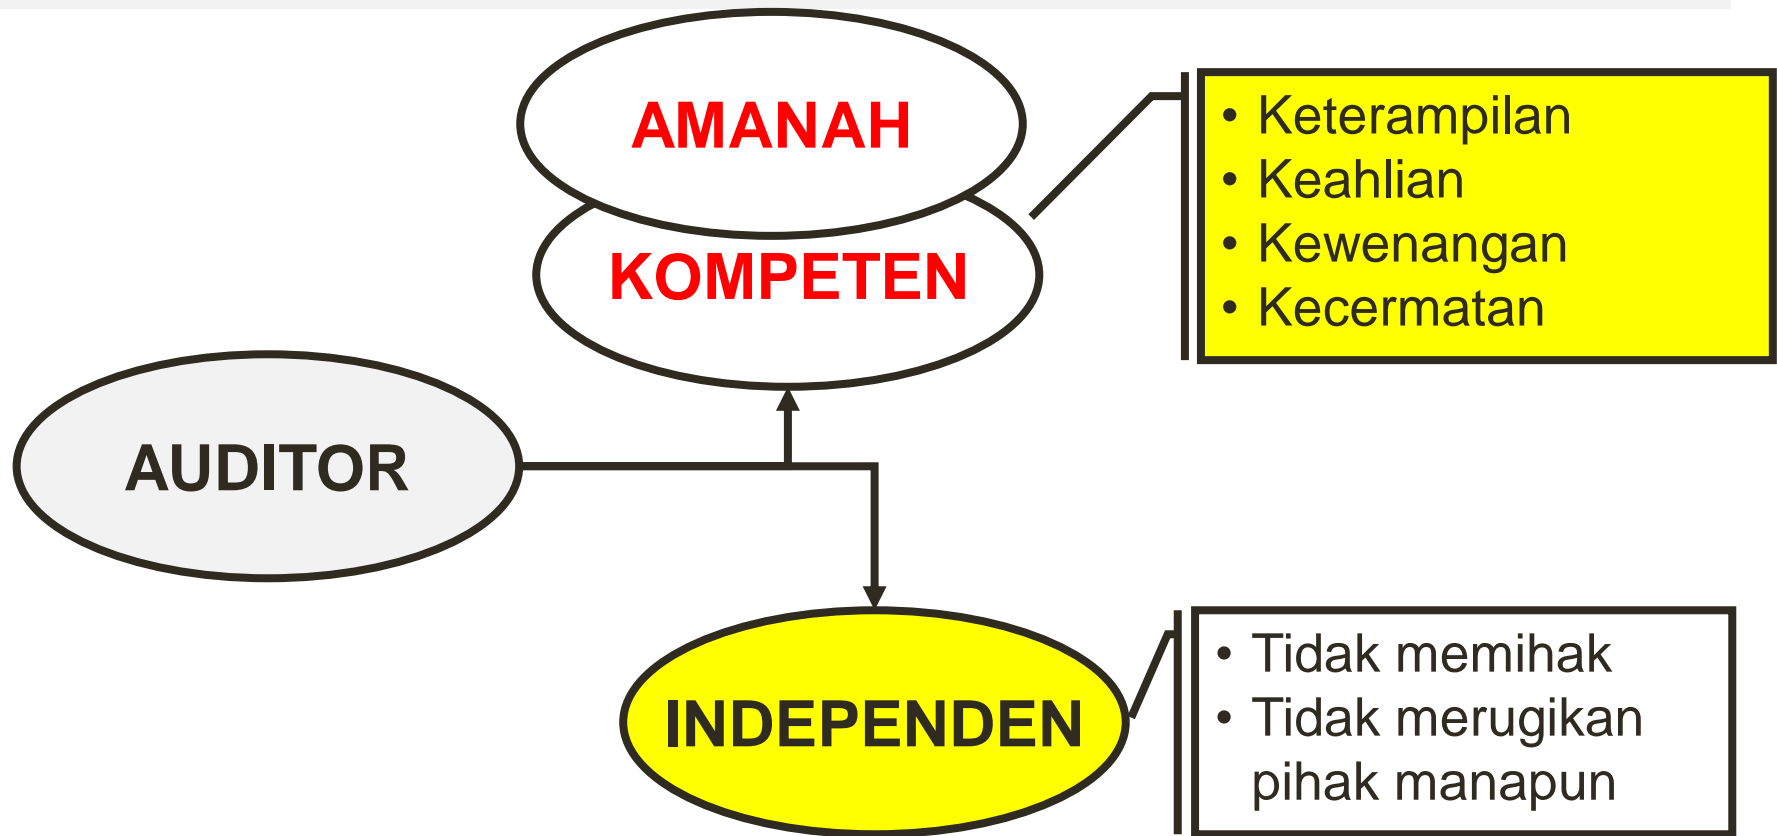 AMANAH
KOMPETEN
• Keterampilan
• Keahlian
• Kewenangan
• Kecermatan
AUDITOR
INDEPENDEN
• Tidak memihak
• Tidak merugikan
pihak manapun